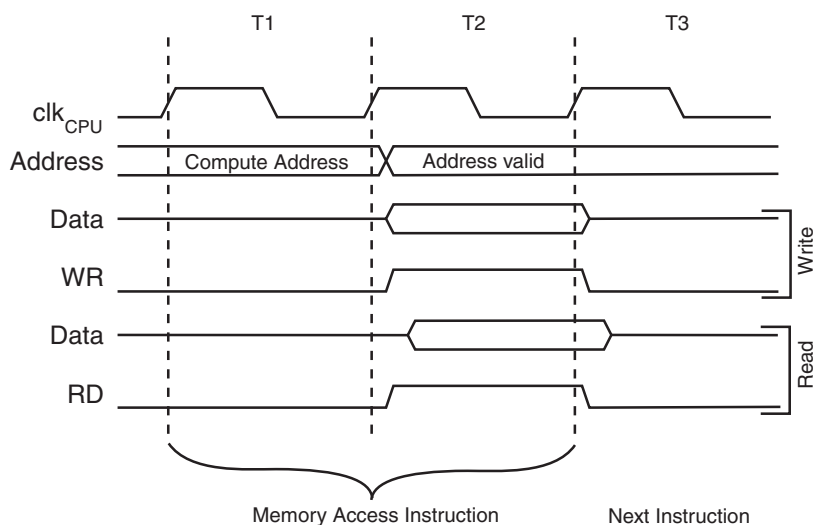 T1 T2 T3
clkCPU
Address Compute Address Address valid
Data
WR
Write
Data
RD
Read
Memory Access Instruction Next Instruction